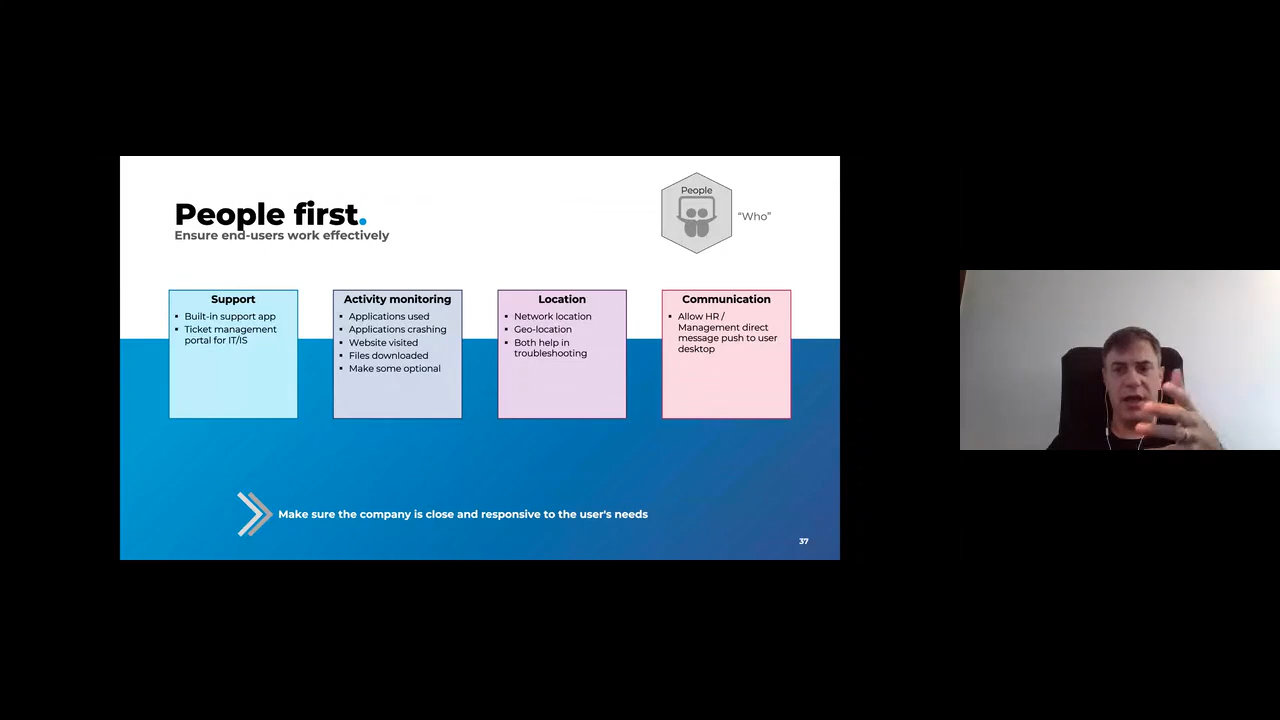 People first.
Ensure end-users work effectively
People
“Who”
Support
▪ Built-in support app
▪ Ticket management
portal for IT/IS
Activity monitoring
▪ Applications used
▪ Applications crashing
▪ Website visited
▪ Files downloaded
▪ Make some optional
Location
▪ Network location
▪ Geo-location
▪ Both help in
troubleshooting
Communication
▪ Allow HR /
Management direct
message push to user
desktop
Make sure the company is close and responsive to the user's needs
37